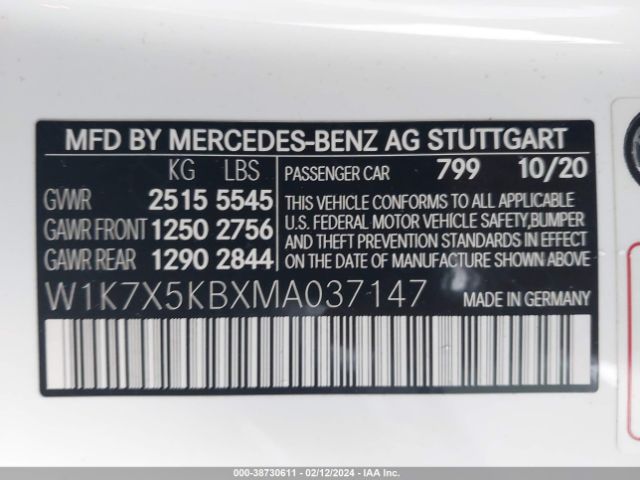 MFD BY MERCEDES-BENZ AG STUTTGART
KG LBS PASSENGER CAR 799 10/20
GVWR 2515 5545
GAWR FRONT 1250 2756
GAWR REAR 1290 2844
THIS VEHICLE CONFORMS TO ALL APPLICABLE
U.S. FEDERAL MOTOR VEHICLE SAFETY,BUMPER
AND THEFT PREVENTION STANDARDS IN EFFECT
ON THE DATE OF MANUFACTURE SHOWN ABOVE.
W1K7X5KBXMA037147 MADE IN GERMANY
000-38730611 - 02/12/2024 - IAAI.COM